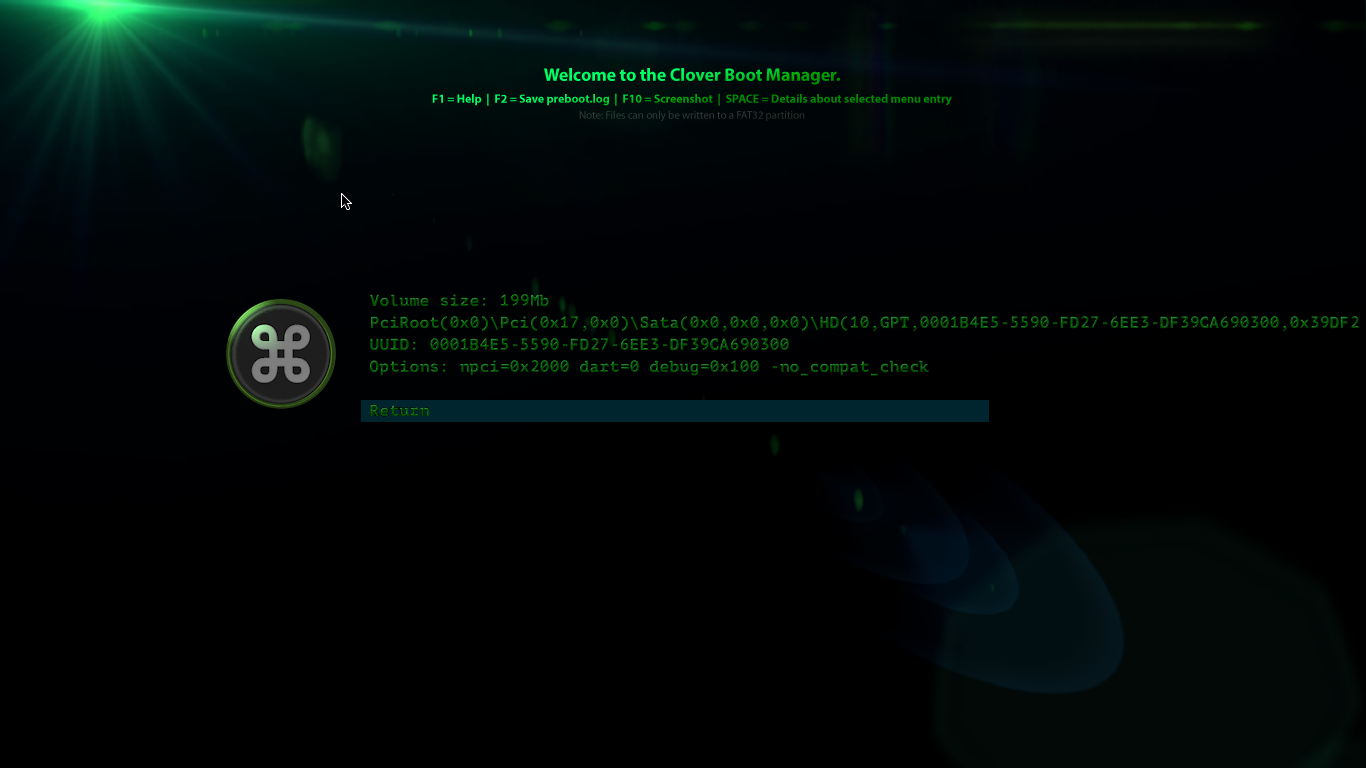 Welcome to the Clover Boot Manager.
F1 = Help | F2 = Save preboot.log | F10 = Screenshot | SPACE = Details about selected menu entry
Note: Files can only be written to a FAT32 partition
Volume size: 199Mb
PciRoot(0x0)\Pci(0x17,0x0)\Sata(0x0,0x0,0x0)\HD(10,GPT,0001B4E5-5590-FD27-6EE3-DF39CA690300,0x39DF2
UUID: 0001B4E5-5590-FD27-6EE3-DF39CA690300
Options: npci=0x2000 dart=0 debug=0x100 -no_compat_check
Return